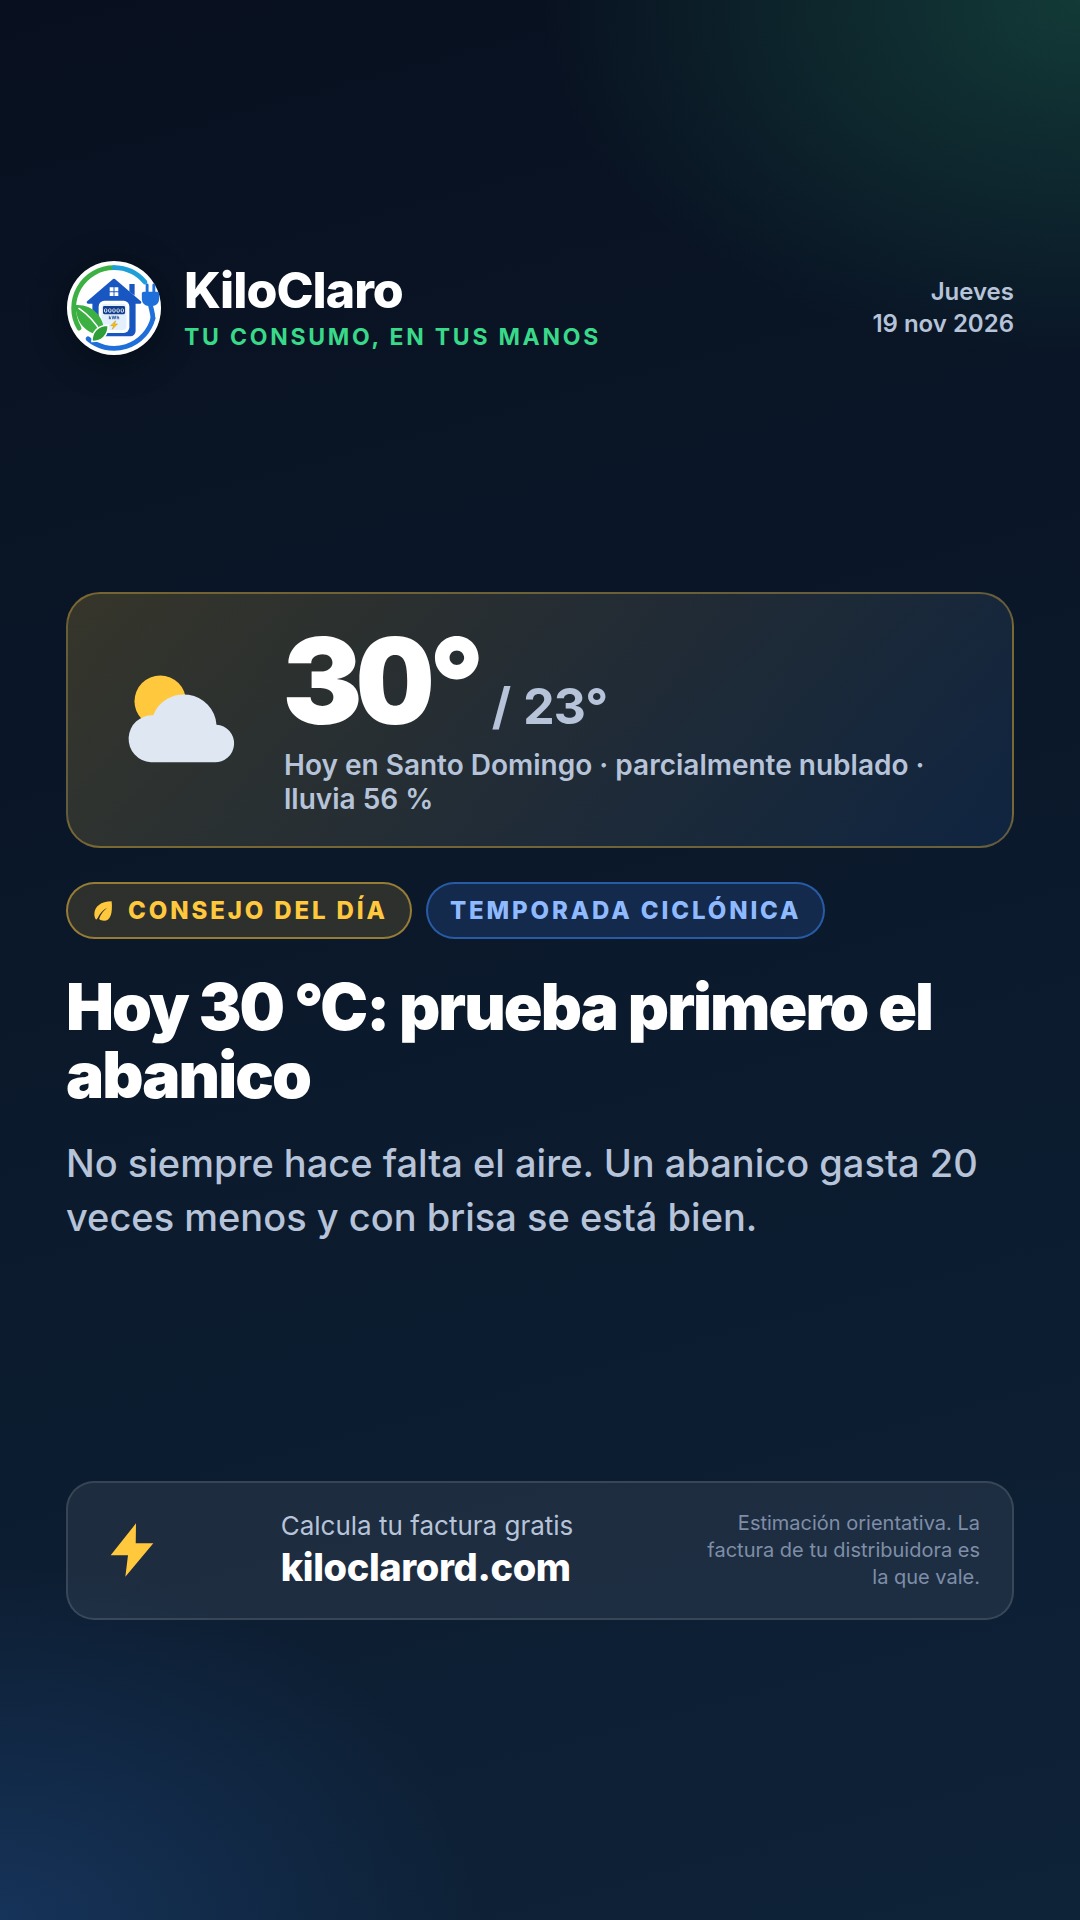 KiloClaro
TU CONSUMO, EN TUS MANOS
Jueves
19 nov 2026
00000
kWh
30° / 23°
Hoy en Santo Domingo · parcialmente nublado ·
lluvia 56 %
CONSEJO DEL DÍA
TEMPORADA CICLÓNICA
Hoy 30 °C: prueba primero el
abanico
No siempre hace falta el aire. Un abanico gasta 20
veces menos y con brisa se está bien.
Calcula tu factura gratis
kiloclarord.com
Estimación orientativa. La
factura de tu distribuidora es
la que vale.